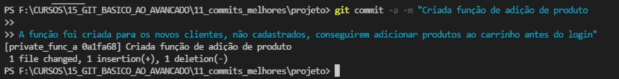 PS F:\CURSOS\15_GIT_BASICO_AO_AVANCADO\11_commits_melhores\projeto> git commit -a -m "Criada função de adição de produto
>>
>> A função foi criada para os novos clientes, não cadastrados, conseguirem adicionar produtos ao carrinho antes do login"
[private_func_a 0a1fa68] Criada função de adição de produto
1 file changed, 1 insertion(+), 1 deletion(-)
PS F:\CURSOS\15_GIT_BASICO_AO_AVANCADO\11_commits_melhores\projeto>